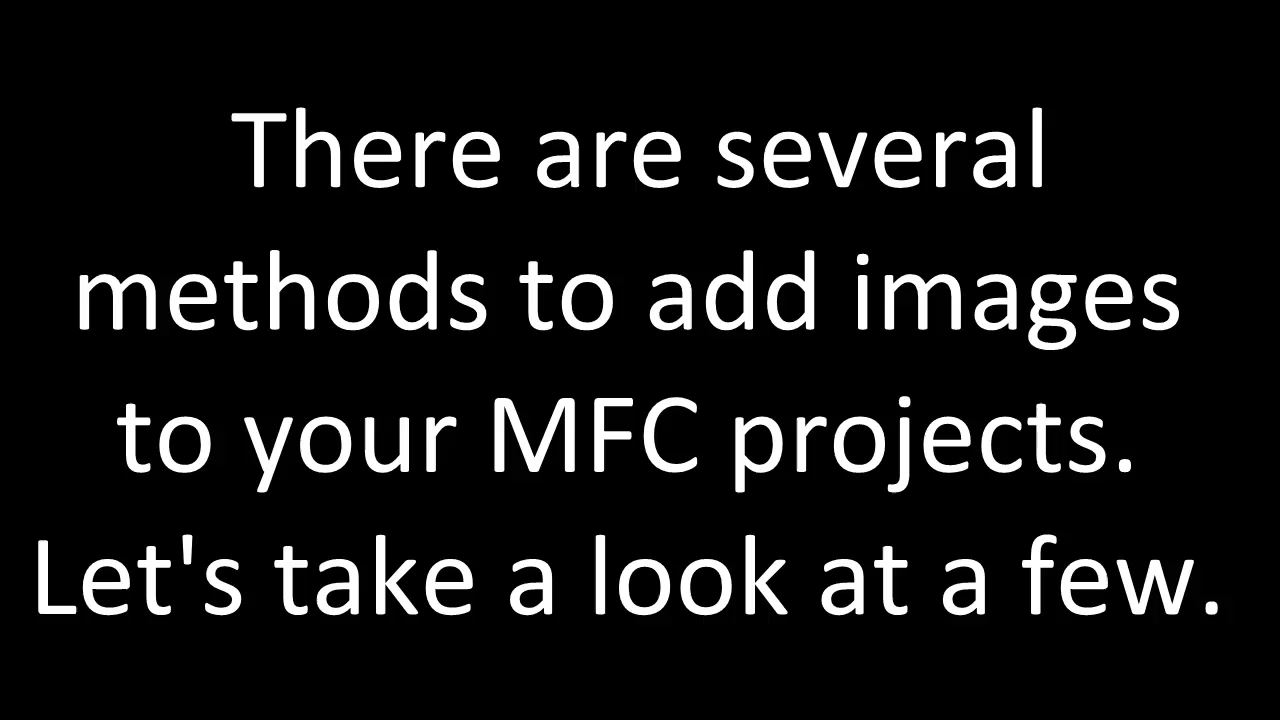 There are several
methods to add images
to your MFC projects.
Let's take a look at a few.